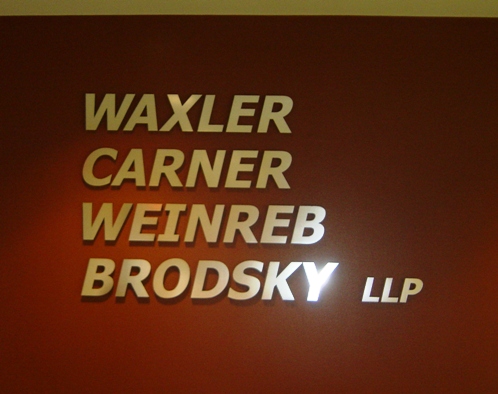 WAXLER
CARNER
WEINREB
BRODSKY LLP